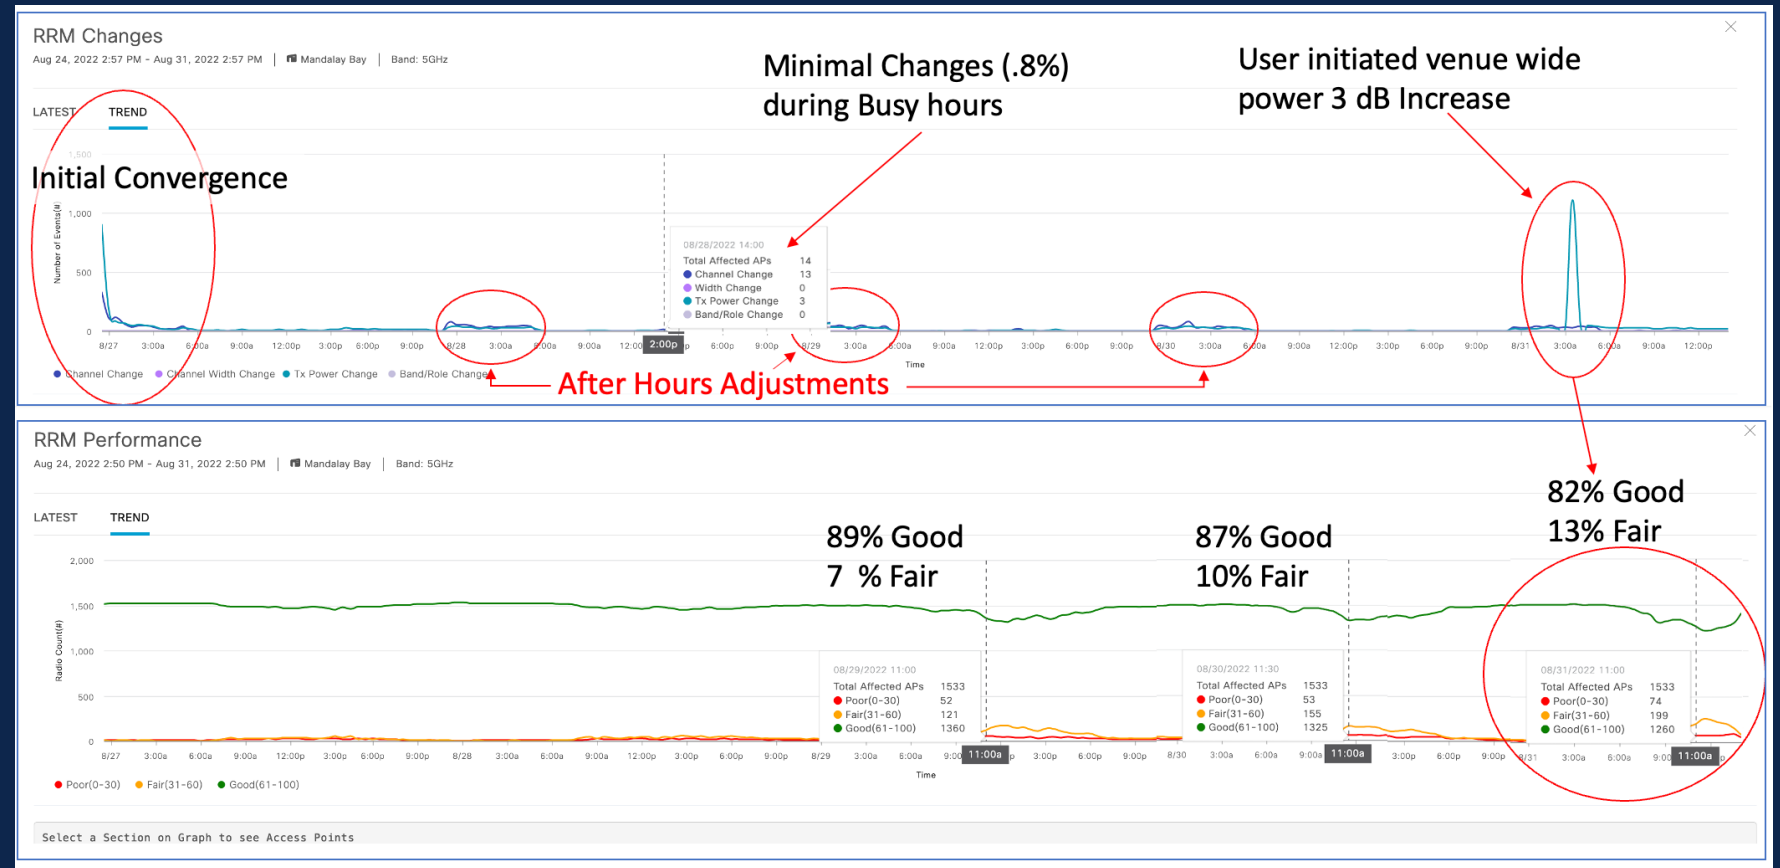 RRM Changes
Aug 24, 2022 2:57 PM - Aug 31, 2022 2:57 PM | Mandalay Bay | Band: 5GHz
LATEST TREND
Initial Convergence
Minimal Changes (.8%)
during Busy hours
User initiated venue wide
power 3 dB Increase
1,500
1,000
500
0
Number of Events(#)
08/28/2022 14:00
Total Affected APs 14
Channel Change 13
Width Change 0
Tx Power Change 3
Band/Role Change 0
8/27 3:00a 6:00a 9:00a 12:00p 3:00p 6:00p 9:00p 8/28 3:00a 6:00a 9:00a 12:00 2:00p p 6:00p 9:00p 8/29 3:00a 6:00a 9:00a 12:00p 3:00p 6:00p 9:00p 8/30 3:00a 6:00a 9:00a 12:00p 3:00p 6:00p 9:00p 8/31 3:00a 6:00a 9:00a 12:00p
Time
Channel Change Channel Width Change Tx Power Change Band/Role Change
After Hours Adjustments
RRM Performance
Aug 24, 2022 2:50 PM - Aug 31, 2022 2:50 PM | Mandalay Bay | Band: 5GHz
LATEST TREND
89% Good
7 % Fair
87% Good
10% Fair
82% Good
13% Fair
2,000
1,500
1,000
500
0
Radio Count(#)
08/29/2022 11:00
Total Affected APs 1533
Poor(0-30) 52
Fair(31-60) 121
Good(61-100) 1360
08/30/2022 11:30
Total Affected APs 1533
Poor(0-30) 53
Fair(31-60) 155
Good(61-100) 1325
08/31/2022 11:00
Total Affected APs 1533
Poor(0-30) 74
Fair(31-60) 199
Good(61-100) 1260
8/27 3:00a 6:00a 9:00a 12:00p 3:00p 6:00p 9:00p 8/28 3:00a 6:00a 9:00a 12:00p 3:00p 6:00p 9:00p 8/29 3:00a 6:00a 9:00 11:00a p 3:00p 6:00p 9:00p 8/30 3:00a 6:00a 9:00a 11:00a 3:00p 6:00p 9:00p 8/31 3:00a 6:00a 9:00 11:00a p
Time
Poor(0-30) Fair(31-60) Good(61-100)
Select a Section on Graph to see Access Points